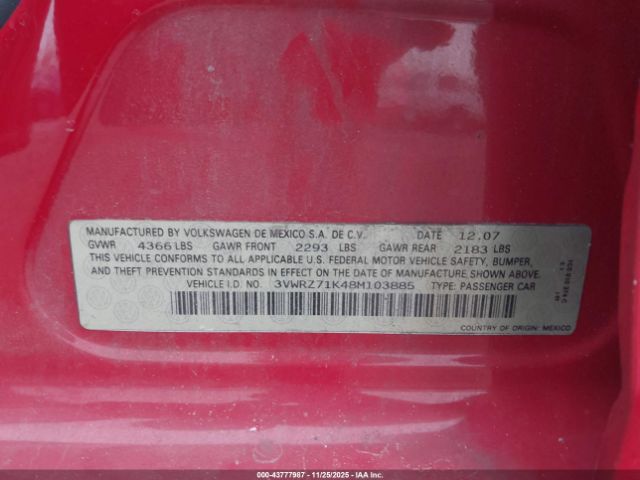 MANUFACTURED BY VOLKSWAGEN DE MEXICO S.A. DE C.V. DATE 12.07
GVWR 4366 LBS GAWR FRONT 2293 LBS GAWR REAR 2183 LBS
THIS VEHICLE CONFORMS TO ALL APPLICABLE U.S. FEDERAL MOTOR VEHICLE SAFETY, BUMPER,
AND THEFT PREVENTION STANDARDS IN EFFECT ON THE DATE OF MANUFACTURE SHOWN ABOVE.
VEHICLE I.D. NO. 3VWRZ71K48M103885 TYPE: PASSENGER CAR
COUNTRY OF ORIGIN: MEXICO
000-43777987 - 11/25/2025 - Copyright © IAA, LLC